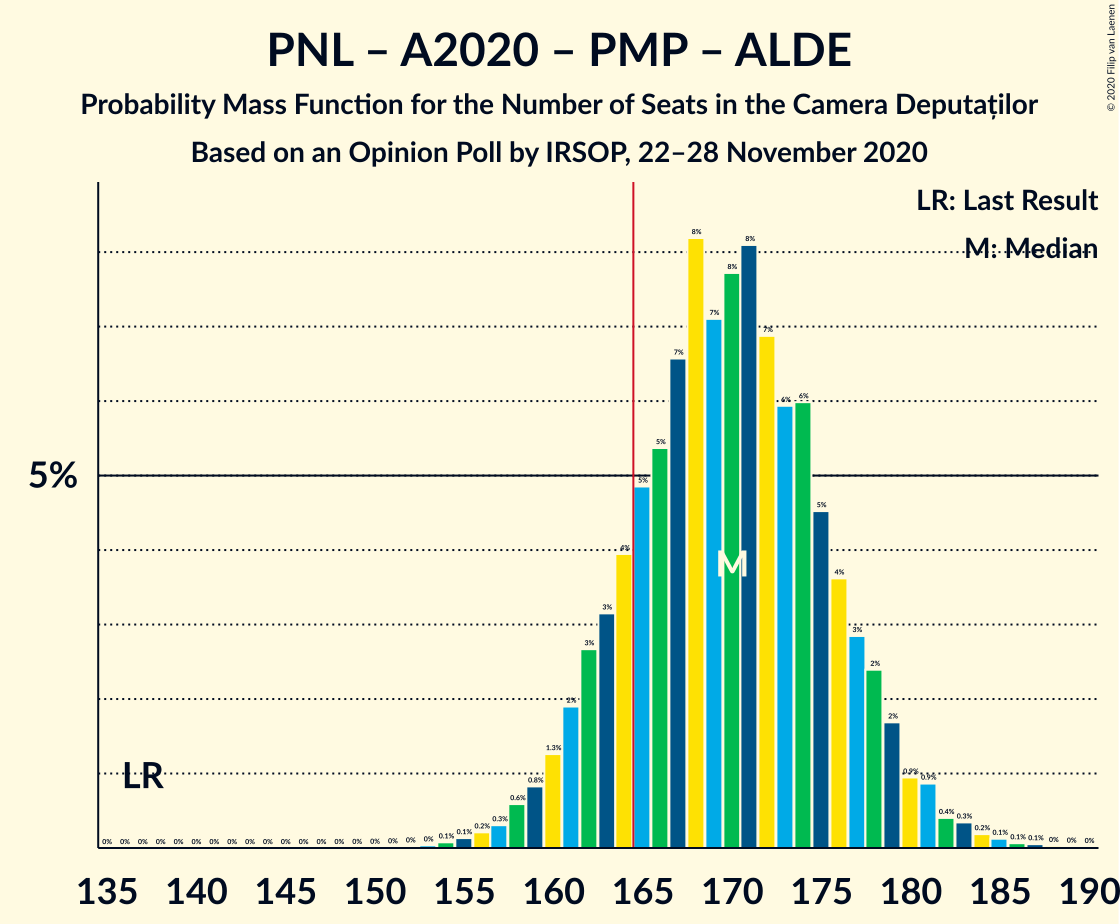 PNL – A2020 – PMP – ALDE
Probability Mass Function for the Number of Seats in the Camera Deputaților
Based on an Opinion Poll by IRSOP, 22–28 November 2020
© 2020 Filip van Laenen
LR: Last Result
M: Median
5%
LR
M
0% 0% 0% 0% 0% 0% 0% 0% 0% 0% 0% 0% 0% 0% 0% 0% 0% 0% 0% 0.1% 0.1% 0.2% 0.3% 0.6% 0.8% 1.3% 2% 3% 3% 4% 5% 5% 7% 8% 7% 8% 8% 7% 6% 6% 5% 4% 3% 2% 2% 0.9% 0.9% 0.4% 0.3% 0.2% 0.1% 0.1% 0.1% 0% 0% 0%
135 140 145 150 155 160 165 170 175 180 185 190